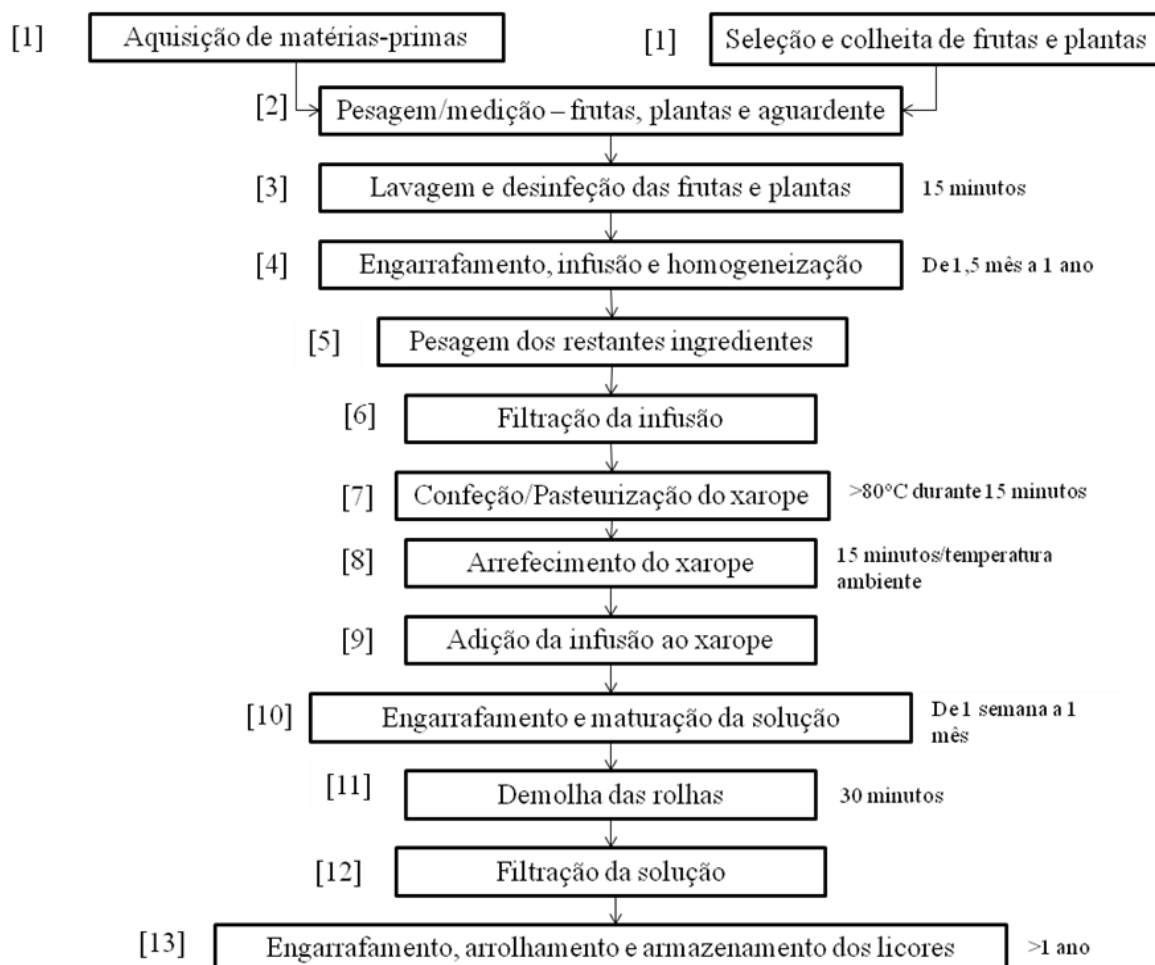 [1] Aquisição de matérias-primas
[1] Seleção e colheita de frutas e plantas
[2] Pesagem/medição – frutas, plantas e aguardente
[3] Lavagem e desinfeção das frutas e plantas 15 minutos
[4] Engarrafamento, infusão e homogeneização De 1,5 mês a 1 ano
[5] Pesagem dos restantes ingredientes
[6] Filtração da infusão
[7] Confeção/Pasteurização do xarope >80°C durante 15 minutos
[8] Arrefecimento do xarope 15 minutos/temperatura
ambiente
[9] Adição da infusão ao xarope
[10] Engarrafamento e maturação da solução De 1 semana a 1
mês
[11] Demolha das rolhas 30 minutos
[12] Filtração da solução
[13] Engarrafamento, arrolhamento e armazenamento dos licores >1 ano